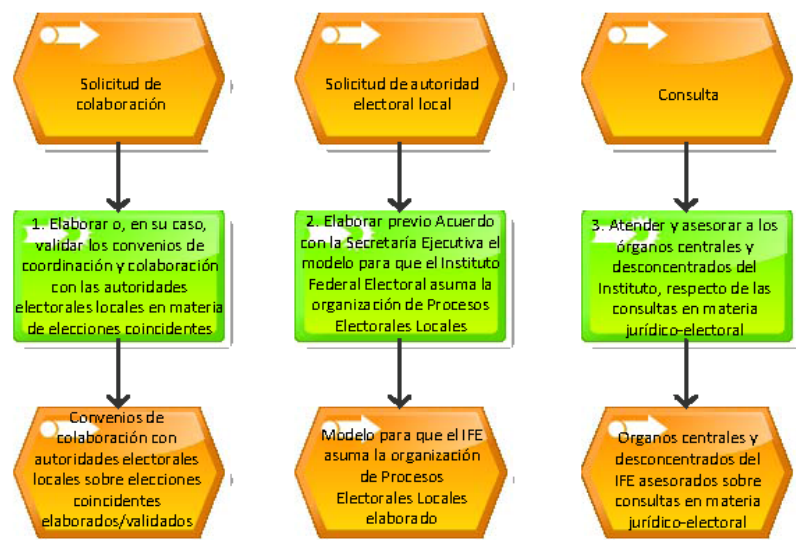 Solicitud de
colaboración
Solicitud de autoridad
electoral local
Consulta
1. Elaborar o, en su caso,
validar los convenios de
coordinación y colaboración
con las autoridades
electorales locales en materia
de elecciones coincidentes
2. Elaborar previo Acuerdo
con la Secretaría Ejecutiva el
modelo para que el Instituto
Federal Electoral asuma la
organización de Procesos
Electorales Locales
3. Atender y asesorar a los
órganos centrales y
desconcentrados del
Instituto, respecto de las
consultas en materia
jurídico-electoral
Convenios de
colaboración con
autoridades electorales
locales sobre elecciones
coincidentes
elaborados/validados
Modelo para que el IFE
asuma la organización
de Procesos
Electorales Locales
elaborado
Organos centrales y
desconcentrados del
IFE asesorados sobre
consultas en materia
jurídico-electoral